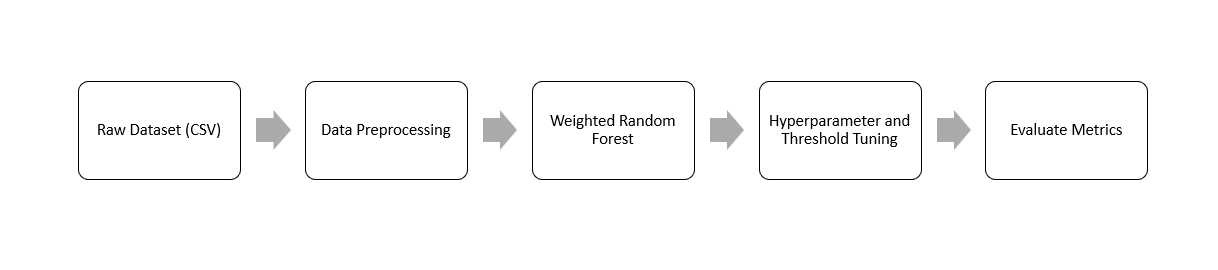 Raw Dataset (CSV)
Data Preprocessing
Weighted Random
Forest
Hyperparameter and
Threshold Tuning
Evaluate Metrics